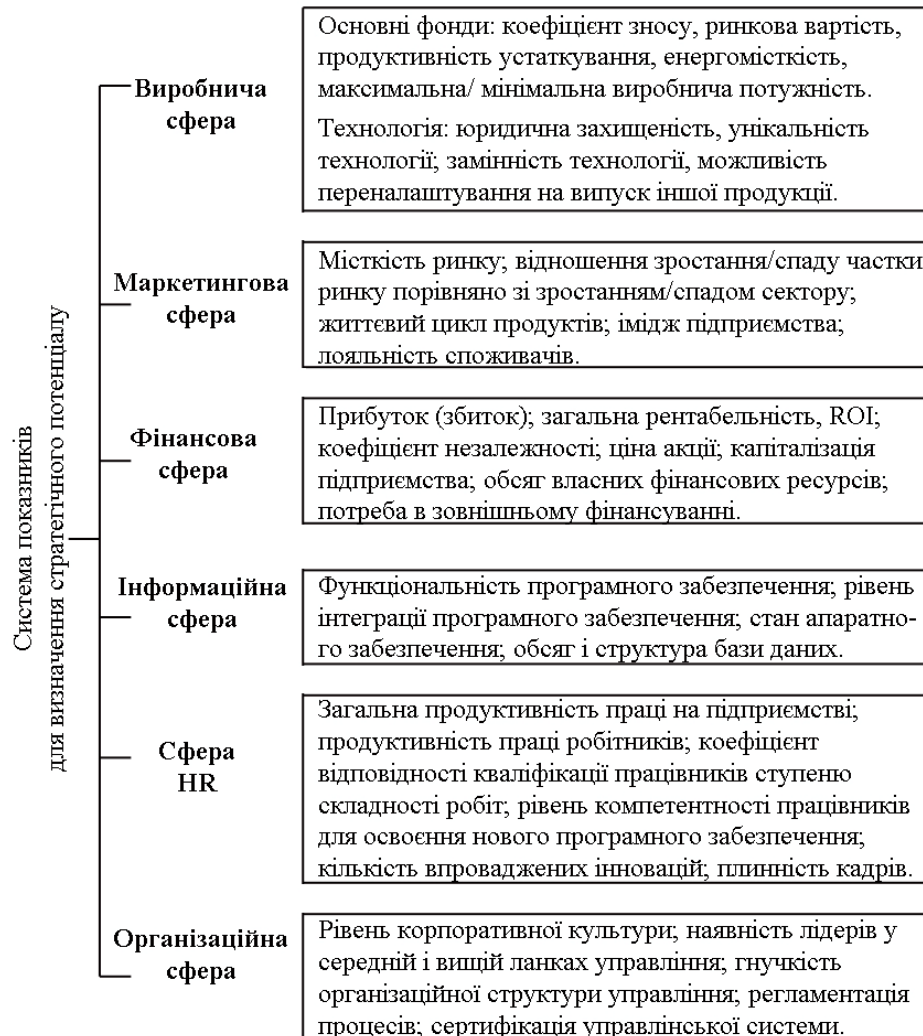 Система показників
для визначення стратегічного потенціалу
Виробнича
сфера
Основні фонди: коефіцієнт зносу, ринкова вартість,
продуктивність устаткування, енергомісткість,
максимальна/ мінімальна виробнича потужність.
Технологія: юридична захищеність, унікальність
технології; замінність технології, можливість
переналаштування на випуск іншої продукції.
Маркетингова
сфера
Місткість ринку; відношення зростання/спаду частки
ринку порівняно зі зростанням/спадом сектору;
життєвий цикл продуктів; імідж підприємства;
лояльність споживачів.
Фінансова
сфера
Прибуток (збиток); загальна рентабельність, ROI;
коефіцієнт незалежності; ціна акції; капіталізація
підприємства; обсяг власних фінансових ресурсів;
потреба в зовнішньому фінансуванні.
Інформаційна
сфера
Функціональність програмного забезпечення; рівень
інтеграції програмного забезпечення; стан апаратно-
го забезпечення; обсяг і структура бази даних.
Сфера
HR
Загальна продуктивність праці на підприємстві;
продуктивність праці робітників; коефіцієнт
відповідності кваліфікації працівників ступеню
складності робіт; рівень компетентності працівників
для освоєння нового програмного забезпечення;
кількість впроваджених інновацій; плинність кадрів.
Організаційна
сфера
Рівень корпоративної культури; наявність лідерів у
середній і вищій ланках управління; гнучкість
організаційної структури управління; регламентація
процесів; сертифікація управлінської системи.